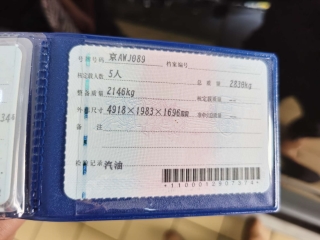 号牌号码 京AWJ089 档案编号
核定载人数 5人 总质量 2830kg
整备质量 2146kg 核定载质量 --
外廓尺寸 4918×1983×1696mm 准牵引总质量 --
备注
检验记录 汽油